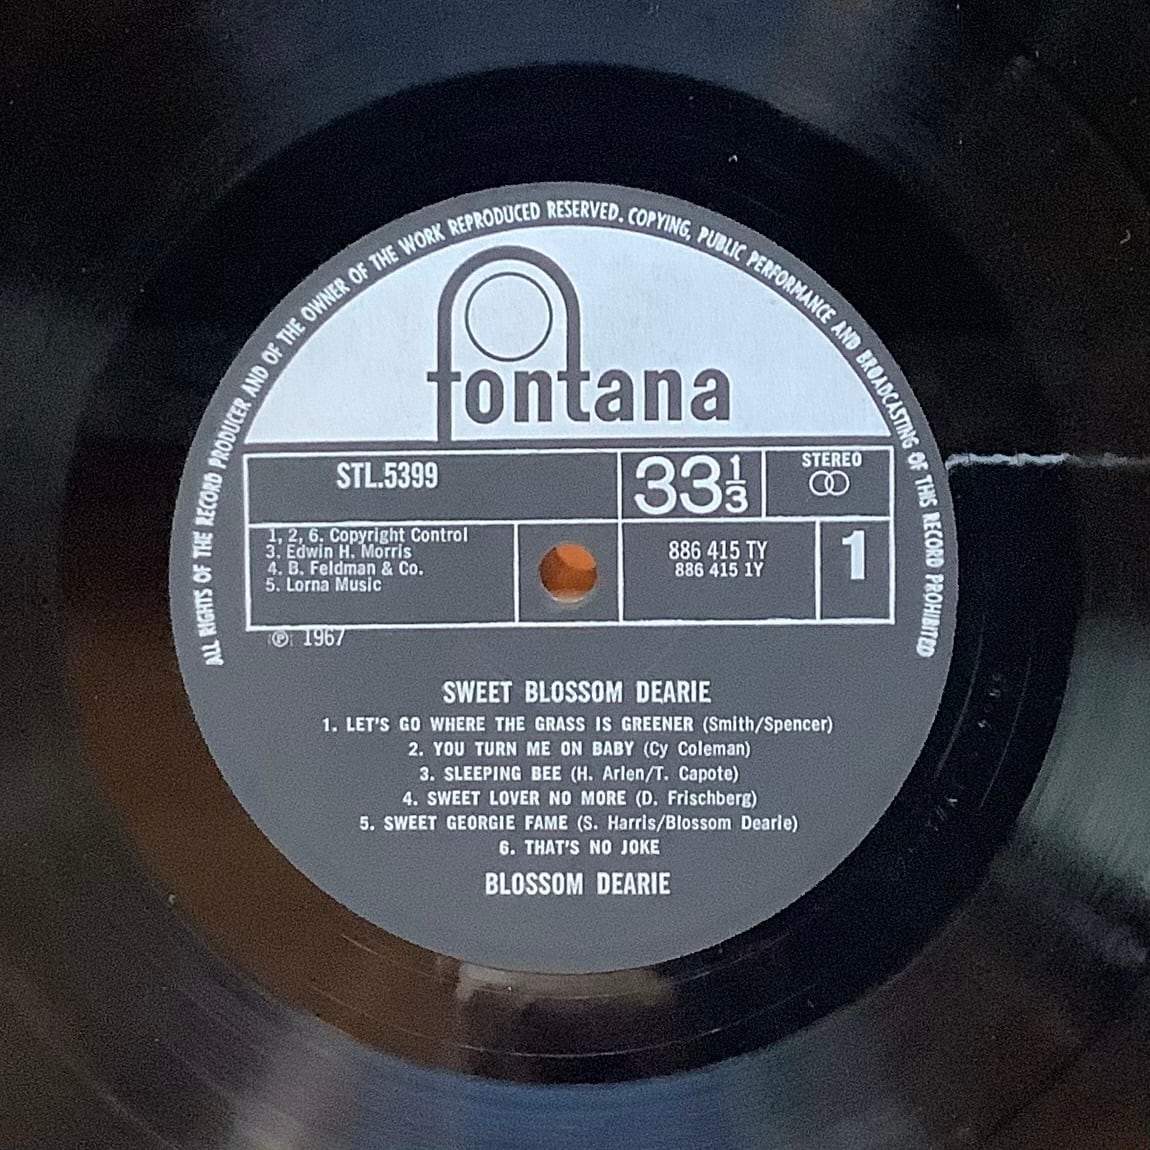 ALL RIGHTS OF THE RECORD PRODUCER AND OF THE OWNER OF THE WORK REPRODUCED RESERVED. COPYING, PUBLIC PERFORMANCE AND BROADCASTING OF THIS RECORD PROHIBITED
fontana
STL.5399
33 1/3
STEREO
1, 2, 6. Copyright Control
3. Edwin H. Morris
4. B. Feldman & Co.
5. Lorna Music
886 415 TY
886 415 1Y
1
℗ 1967
SWEET BLOSSOM DEARIE
1. LET'S GO WHERE THE GRASS IS GREENER (Smith/Spencer)
2. YOU TURN ME ON BABY (Cy Coleman)
3. SLEEPING BEE (H. Arlen/T. Capote)
4. SWEET LOVER NO MORE (D. Frischberg)
5. SWEET GEORGIE FAME (S. Harris/Blossom Dearie)
6. THAT'S NO JOKE
BLOSSOM DEARIE